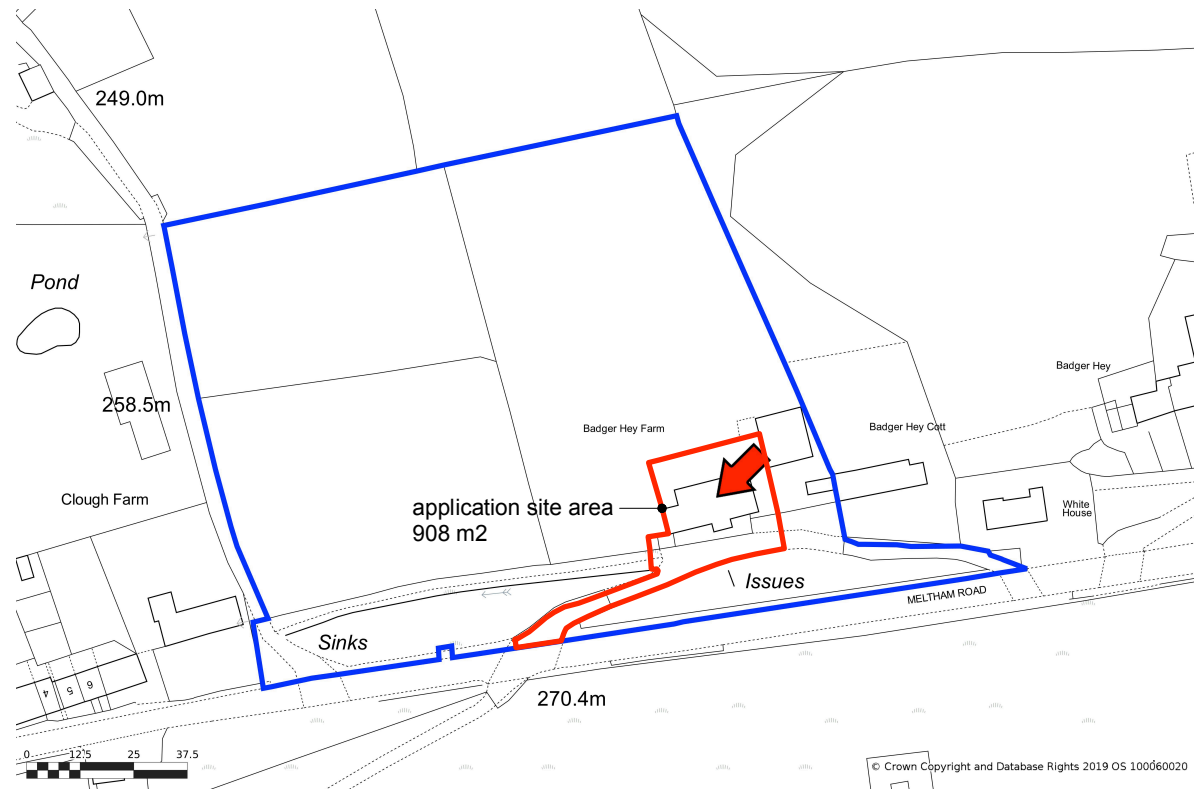 249.0m
Pond
258.5m
Badger Hey
Badger Hey Farm
Badger Hey Cott
Clough Farm
application site area
908 m2
White
House
Issues
MELTHAM ROAD
Sinks
4
5
6
270.4m
0 12.5 25 37.5
© Crown Copyright and Database Rights 2019 OS 100060020